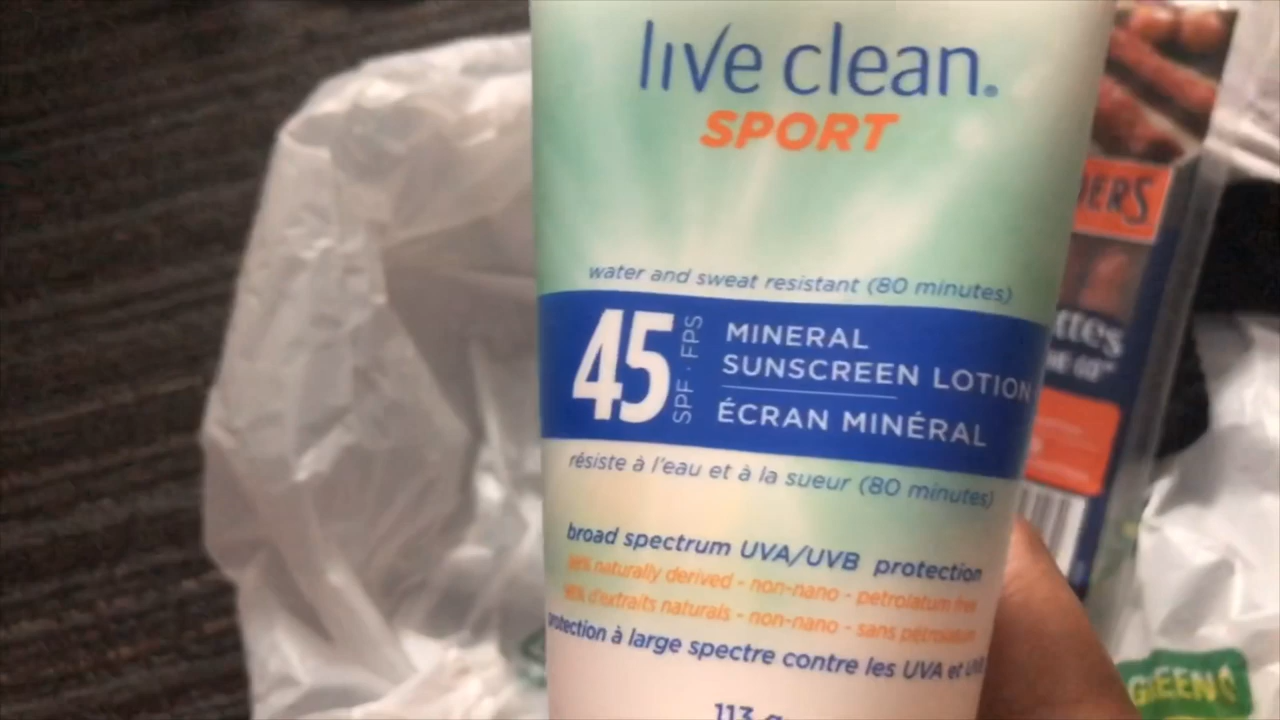 live clean.
SPORT
water and sweat resistant (80 minutes)
45
SPF · FPS
MINERAL
SUNSCREEN LOTION
ÉCRAN MINÉRAL
résiste à l'eau et à la sueur (80 minutes)
broad spectrum UVA/UVB protection
naturally derived - non-nano - petrolatum free
d'extraits naturals - non-nano - sans pétrolatum
protection à large spectre contre les UVA et
113 g